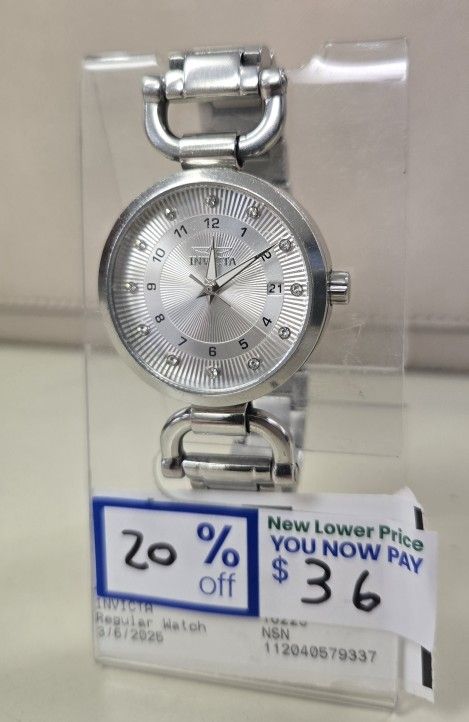 INVICTA
12
1
2
21
4
5
6
7
8
9
10
11
INVICTA
20 % off
New Lower Price
YOU NOW PAY
$ 36
INVICTA
Regular Watch
3/6/2025
NSN
112040579337